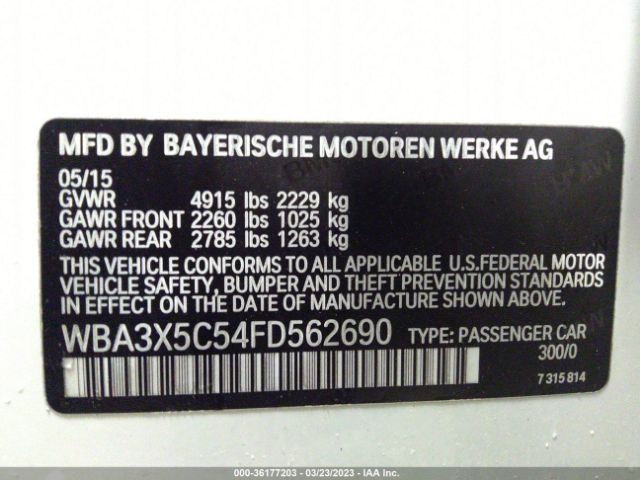 MFD BY BAYERISCHE MOTOREN WERKE AG
05/15
GVWR 4915 lbs 2229 kg
GAWR FRONT 2260 lbs 1025 kg
GAWR REAR 2785 lbs 1263 kg
THIS VEHICLE CONFORMS TO ALL APPLICABLE U.S.FEDERAL MOTOR
VEHICLE SAFETY, BUMPER AND THEFT PREVENTION STANDARDS
IN EFFECT ON THE DATE OF MANUFACTURE SHOWN ABOVE.
WBA3X5C54FD562690 TYPE: PASSENGER CAR
300/0
7 315 814
000-36177203 - 03/23/2023 - IAA Inc.